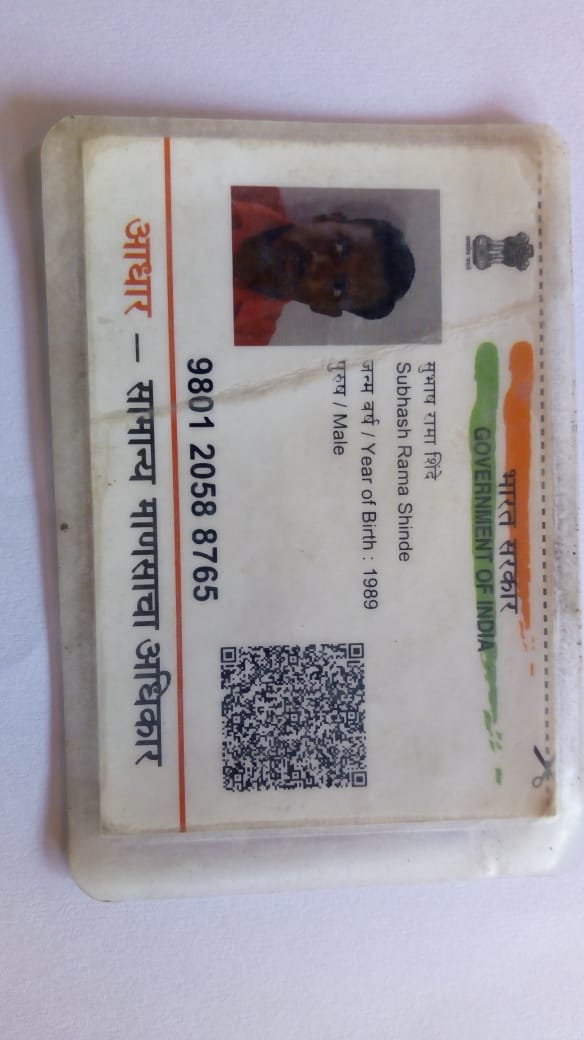 भारत सरकार
GOVERNMENT OF INDIA
सुभाष रामा शिंदे
Subhash Rama Shinde
जन्म वर्ष / Year of Birth : 1989
पुरुष / Male
9801 2058 8765
आधार – सामान्य माणसाचा अधिकार